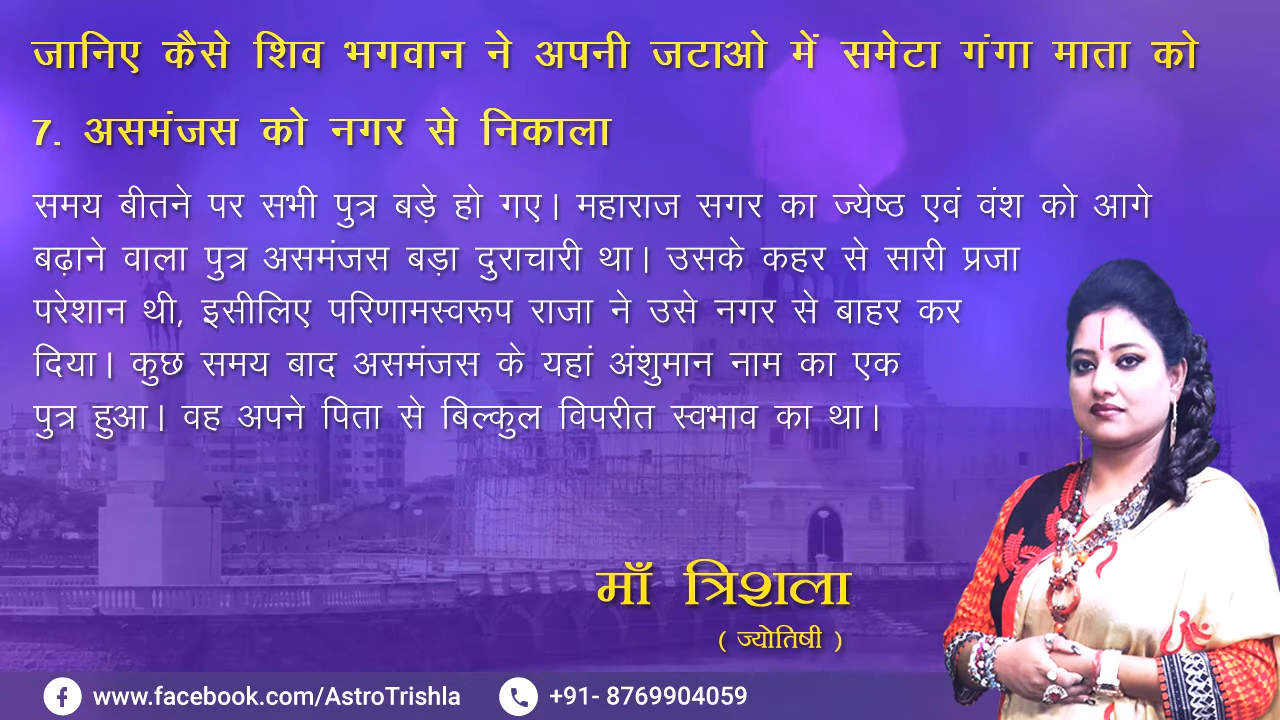 जानिए कैसे शिव भगवान ने अपनी जटाओ में समेटा गंगा माता को
7. असमंजस को नगर से निकाला
समय बीतने पर सभी पुत्र बड़े हो गए। महाराज सगर का ज्येष्ठ एवं वंश को आगे
बढ़ाने वाला पुत्र असमंजस बड़ा दुराचारी था। उसके कहर से सारी प्रजा
परेशान थी, इसीलिए परिणामस्वरूप राजा ने उसे नगर से बाहर कर
दिया। कुछ समय बाद असमंजस के यहां अंशुमान नाम का एक
पुत्र हुआ। वह अपने पिता से बिल्कुल विपरीत स्वभाव का था।
माँ त्रिशला
( ज्योतिषी )
www.facebook.com/AstroTrishla +91- 8769904059